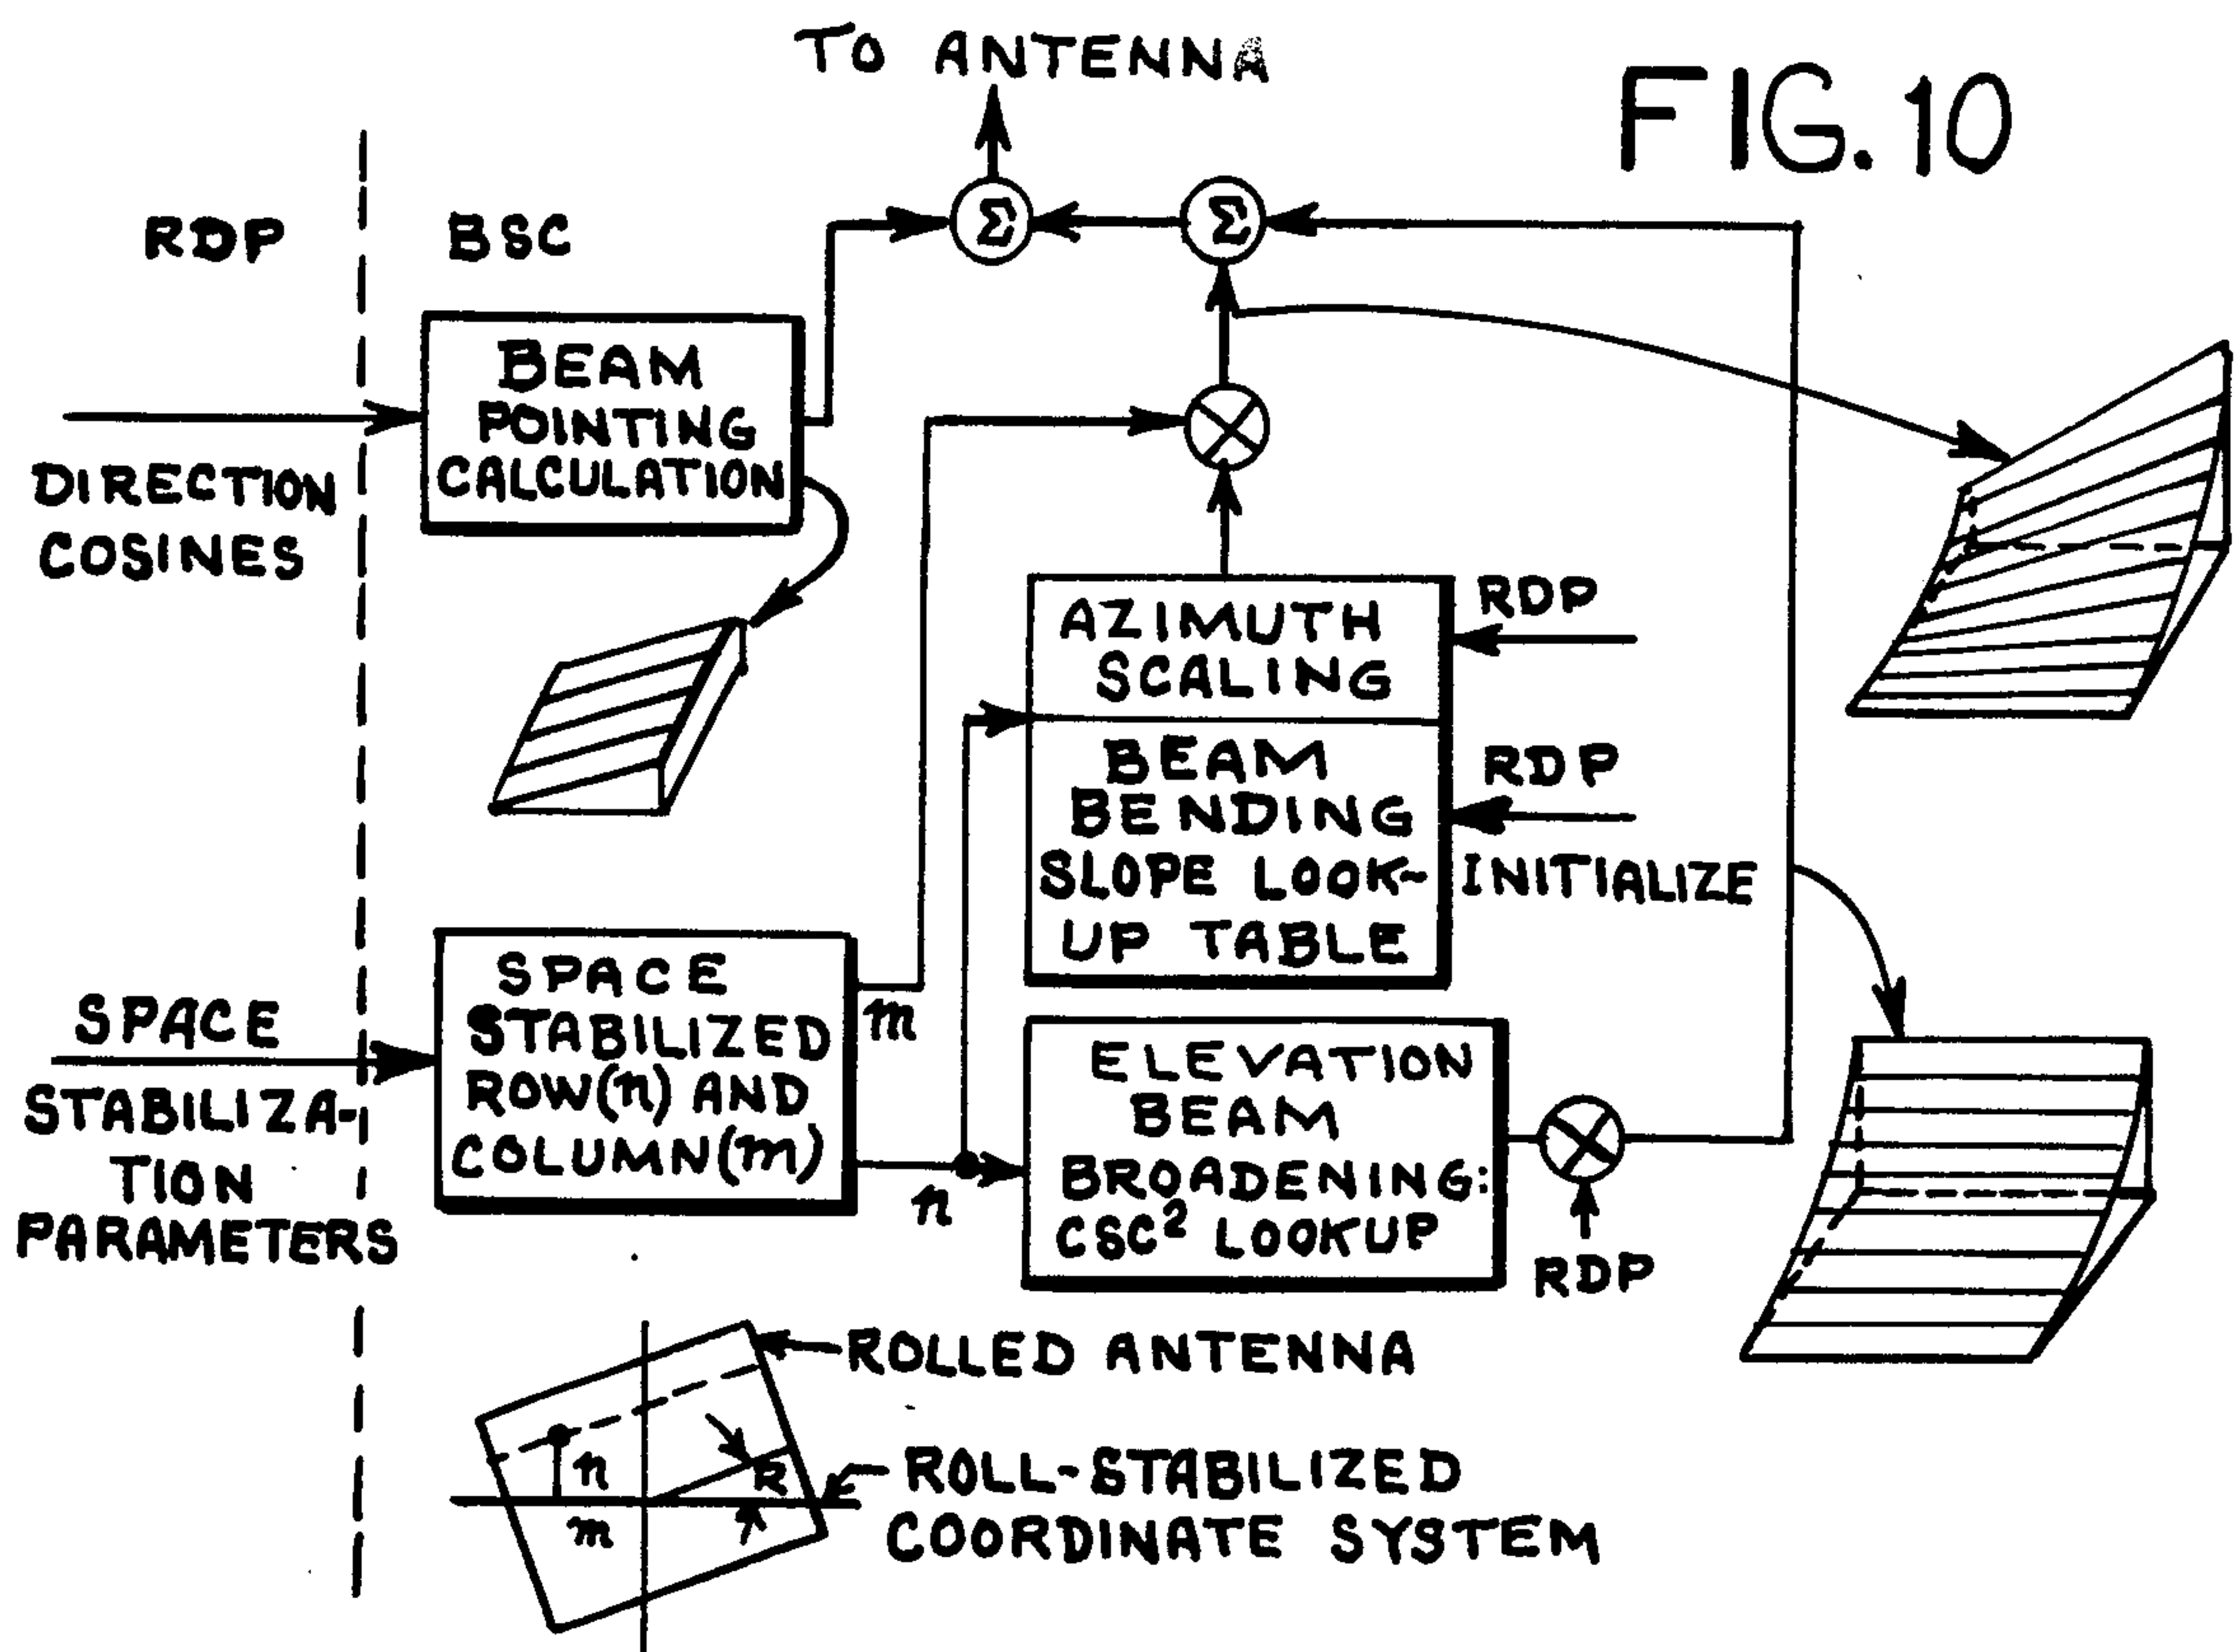 TO ANTENNA
FIG. 10
RDP
BSC
Σ
Σ
BEAM
POINTING
CALCULATION
DIRECTION
COSINES
AZIMUTH
SCALING
RDP
BEAM
BENDING
SLOPE LOOK-
UP TABLE
RDP
INITIALIZE
SPACE
STABILIZA-
TION
PARAMETERS
SPACE
STABILIZED
ROW(n) AND
COLUMN(m)
m
n
ELEVATION
BEAM
BROADENING:
CSC² LOOKUP
RDP
ROLLED ANTENNA
n
R
m
ROLL-STABILIZED
COORDINATE SYSTEM